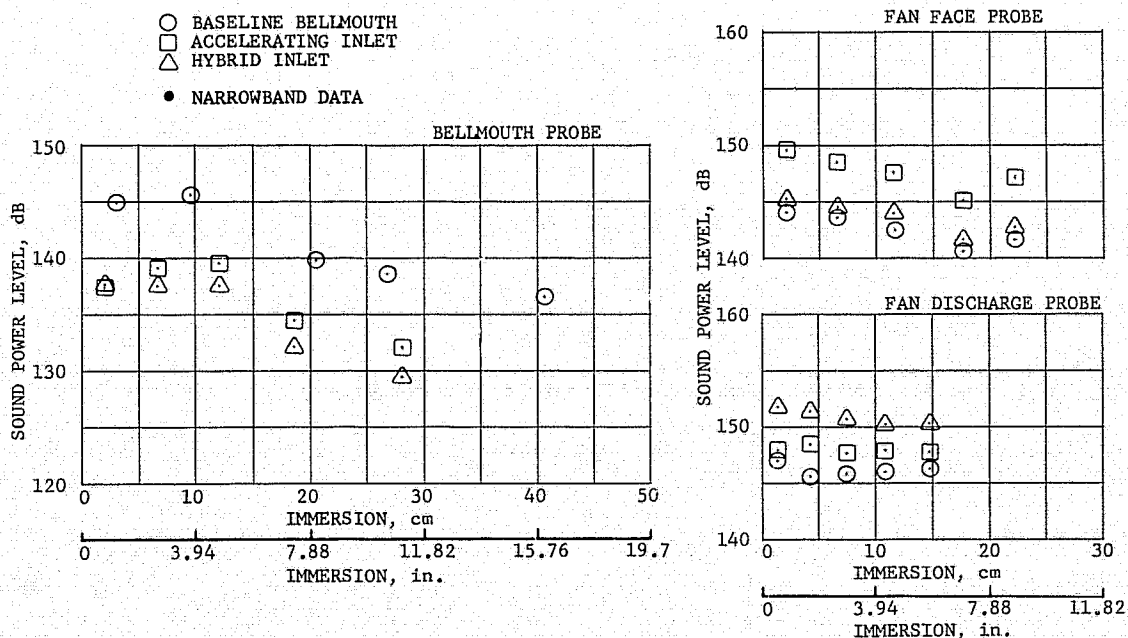 BASELINE BELLMOUTH
ACCELERATING INLET
HYBRID INLET
NARROWBAND DATA
BELLMOUTH PROBE
150
140
130
120
SOUND POWER LEVEL, dB
0 10 20 30 40 50
IMMERSION, cm
0 3.94 7.88 11.82 15.76 19.7
IMMERSION, in.
FAN FACE PROBE
160
150
140
SOUND POWER LEVEL, dB
FAN DISCHARGE PROBE
160
150
140
0 10 20 30
IMMERSION, cm
0 3.94 7.88 11.82
IMMERSION, in.